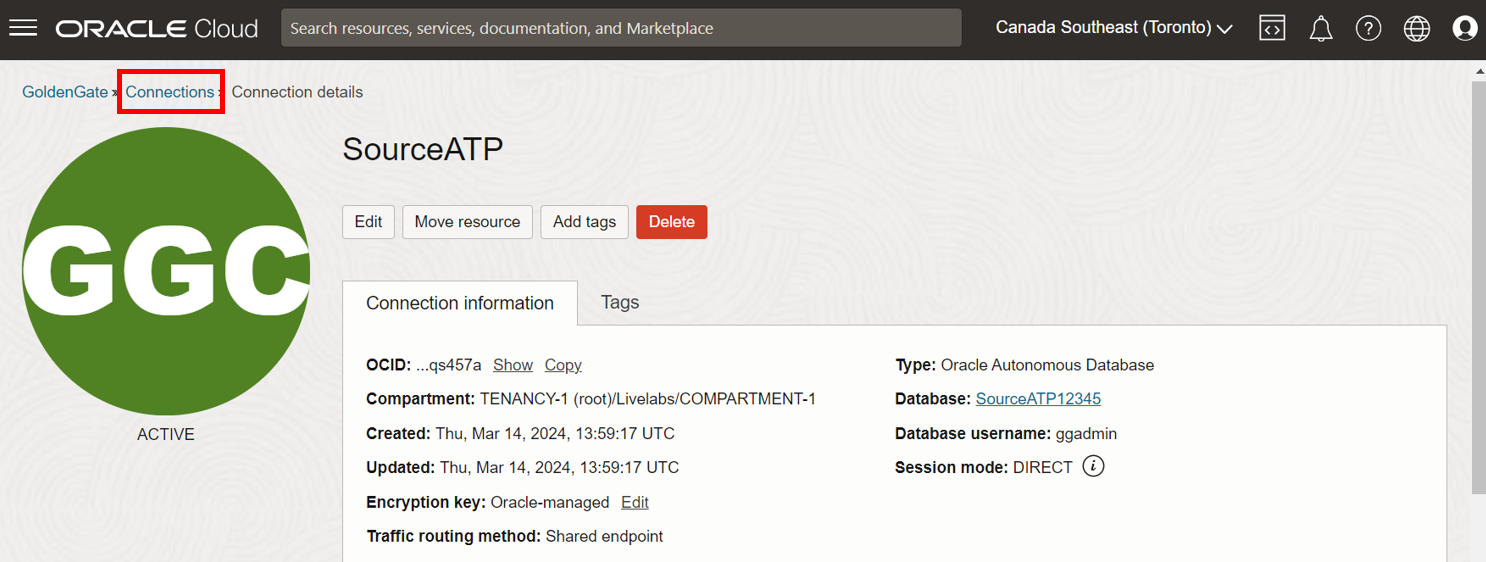 ORACLE Cloud
Search resources, services, documentation, and Marketplace
Canada Southeast (Toronto)
GoldenGate » Connections » Connection details
GGC
ACTIVE
SourceATP
Edit Move resource Add tags Delete
Connection information Tags
OCID: ...qs457a Show Copy
Compartment: TENANCY-1 (root)/Livelabs/COMPARTMENT-1
Created: Thu, Mar 14, 2024, 13:59:17 UTC
Updated: Thu, Mar 14, 2024, 13:59:17 UTC
Encryption key: Oracle-managed Edit
Traffic routing method: Shared endpoint
Type: Oracle Autonomous Database
Database: SourceATP12345
Database username: ggadmin
Session mode: DIRECT i